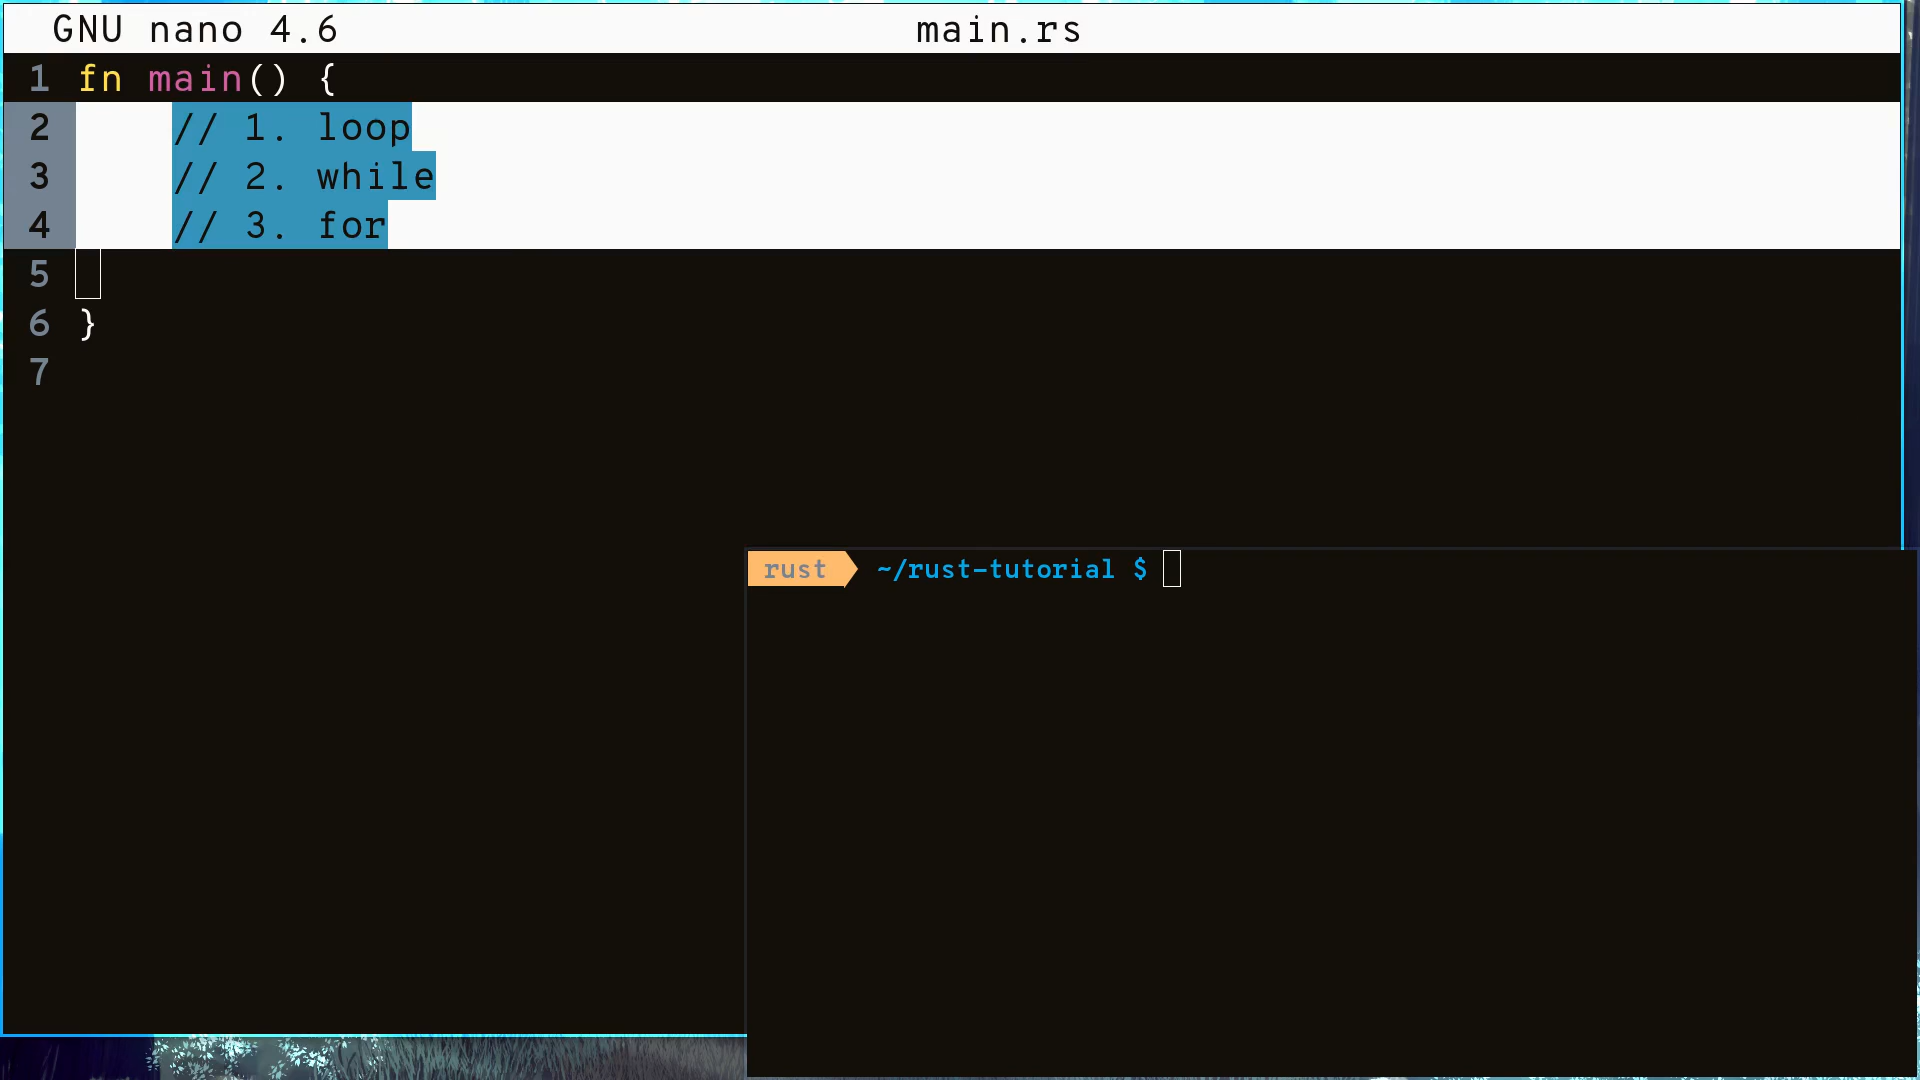 GNU nano 4.6 main.rs
1 fn main() {
2 // 1. loop
3 // 2. while
4 // 3. for
5
6 }
7
rust ~/rust-tutorial $